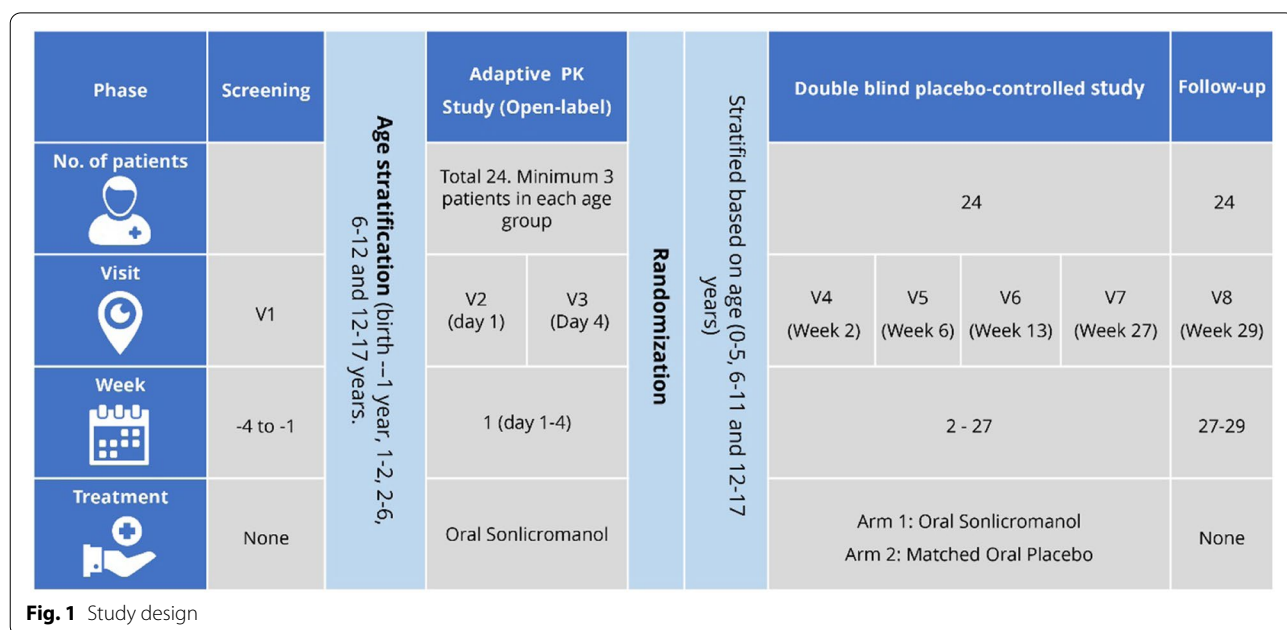 Phase
Screening
Age stratification (birth --1 year, 1-2, 2-6,
6-12 and 12-17 years.
Adaptive PK
Study (Open-label)
Randomization
Stratified based on age (0-5, 6-11 and 12-17
years)
Double blind placebo-controlled study
Follow-up
No. of patients
Total 24. Minimum 3
patients in each age
group
24
24
Visit
V1
V2
(day 1)
V3
(Day 4)
V4
(Week 2)
V5
(Week 6)
V6
(Week 13)
V7
(Week 27)
V8
(Week 29)
Week
-4 to -1
1 (day 1-4)
2 - 27
27-29
Treatment
None
Oral Sonlicromanol
Arm 1: Oral Sonlicromanol
Arm 2: Matched Oral Placebo
None
Fig. 1 Study design